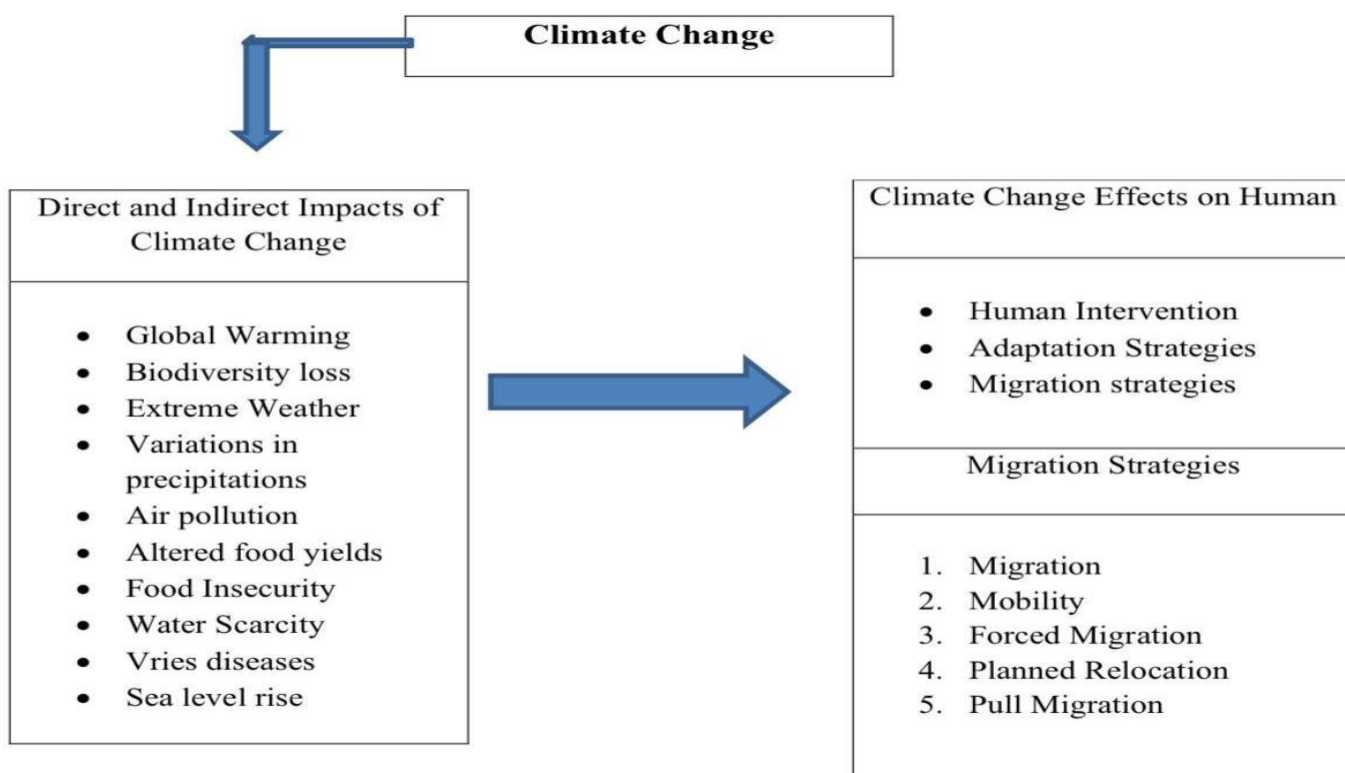 Climate Change
Direct and Indirect Impacts of
Climate Change
• Global Warming
• Biodiversity loss
• Extreme Weather
• Variations in
precipitations
• Air pollution
• Altered food yields
• Food Insecurity
• Water Scarcity
• Vries diseases
• Sea level rise
Climate Change Effects on Human
• Human Intervention
• Adaptation Strategies
• Migration strategies
Migration Strategies
1. Migration
2. Mobility
3. Forced Migration
4. Planned Relocation
5. Pull Migration